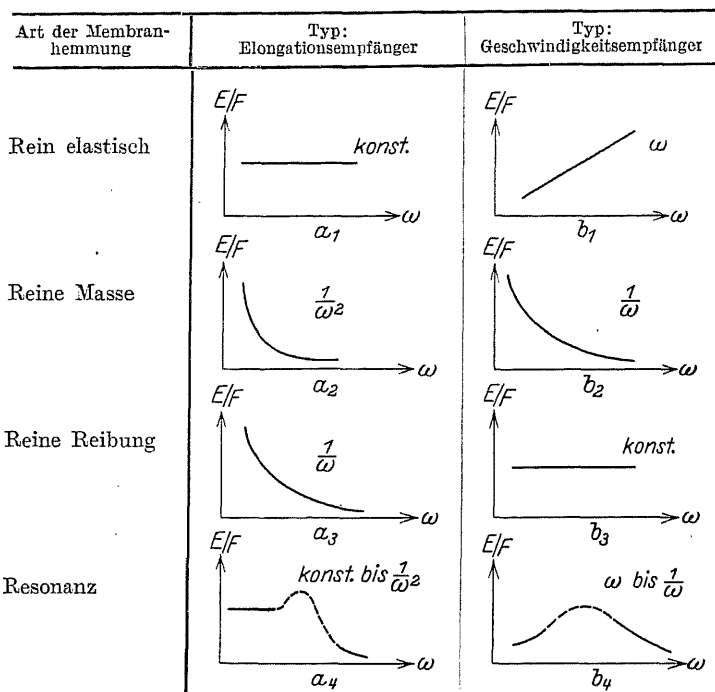 Art der Membran-
hemmung
Typ:
Elongationsempfänger
Typ:
Geschwindigkeitsempfänger
Rein elastisch
E/F
konst.
ω
a₁
E/F
ω
ω
b₁
Reine Masse
E/F
1/ω²
ω
a₂
E/F
1/ω
ω
b₂
Reine Reibung
E/F
1/ω
ω
a₃
E/F
konst.
ω
b₃
Resonanz
E/F
konst. bis 1/ω²
ω
a₄
E/F
ω bis 1/ω
ω
b₄